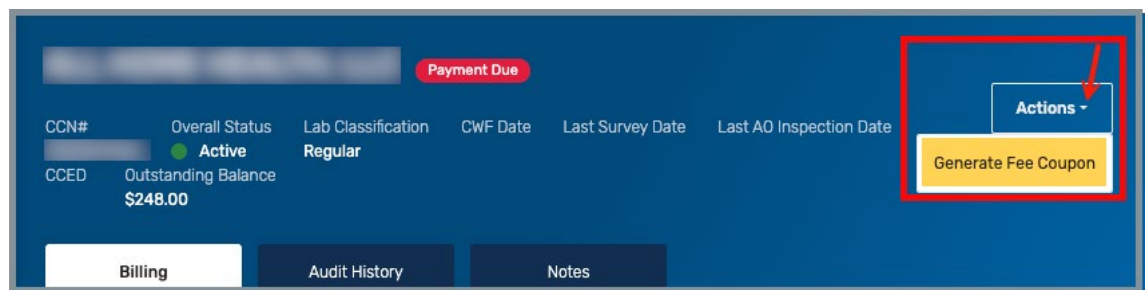 Payment Due
Actions
Generate Fee Coupon
CCN# Overall Status Lab Classification CWF Date Last Survey Date Last AO Inspection Date
Active Regular
CCED Outstanding Balance
$248.00
Billing Audit History Notes